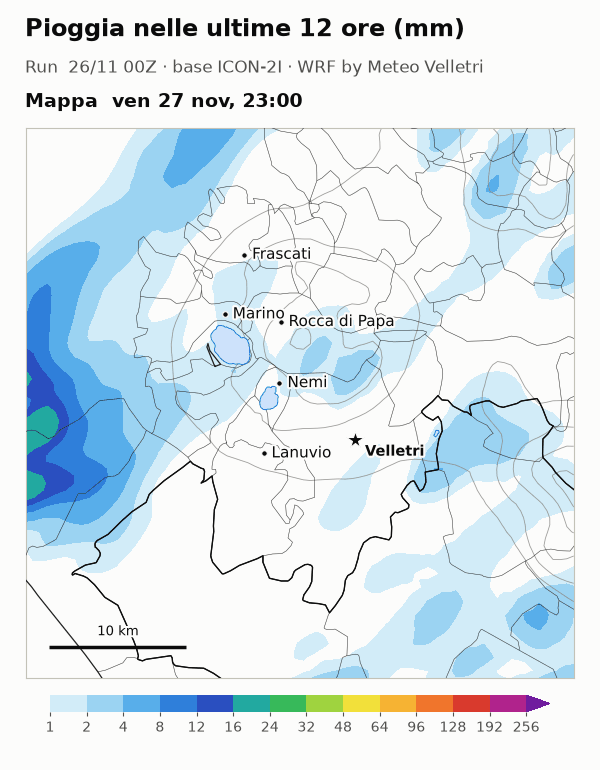 Pioggia nelle ultime 12 ore (mm)
Run  26/11 00Z · base ICON-2I · WRF by Meteo Velletri
Mappa  ven 27 nov, 23:00
Frascati
Marino
Rocca di Papa
Nemi
Velletri
Lanuvio
10 km
1 2 4 8 12 16 24 32 48 64 96 128 192 256